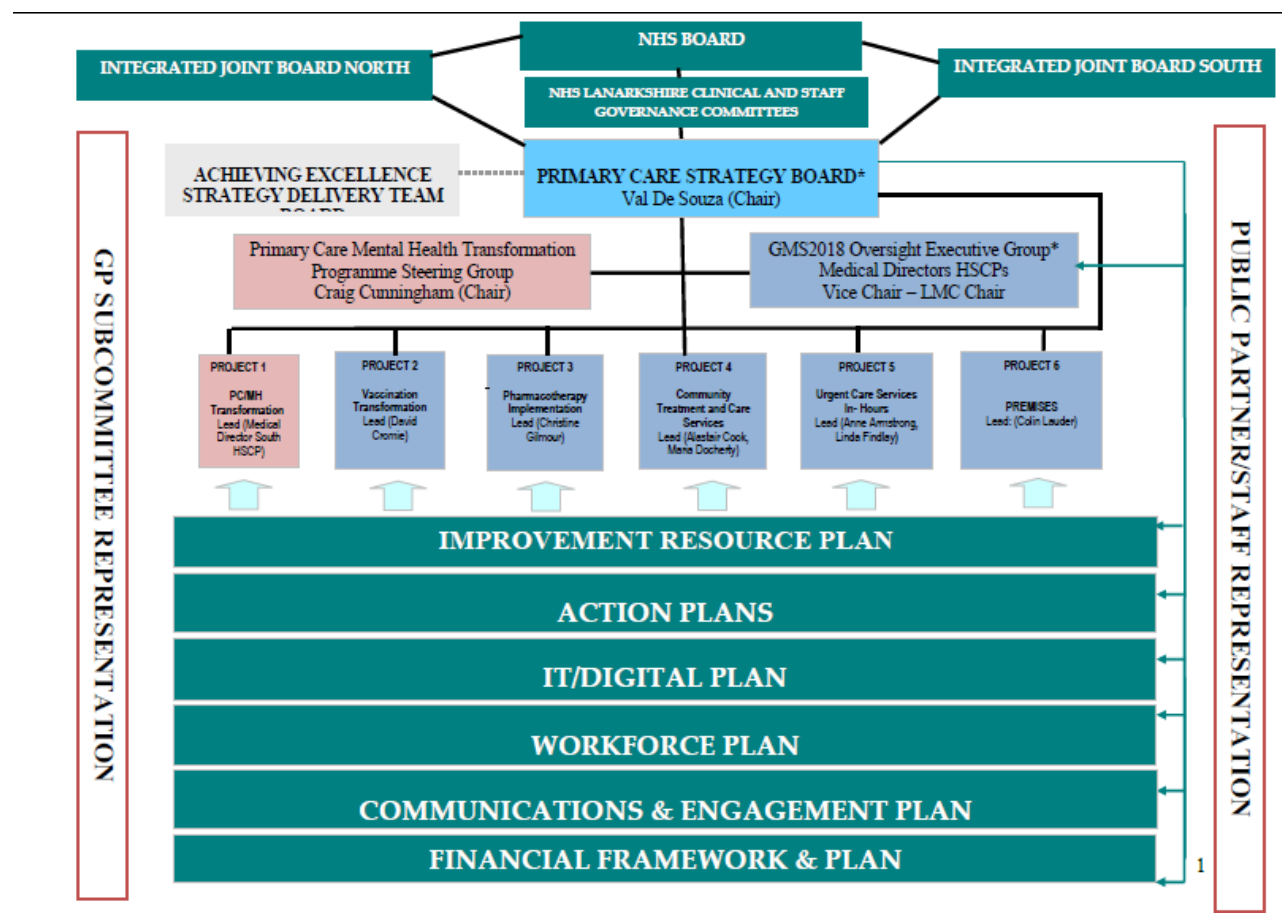 NHS BOARD
INTEGRATED JOINT BOARD NORTH
INTEGRATED JOINT BOARD SOUTH
NHS LANARKSHIRE CLINICAL AND STAFF
GOVERNANCE COMMITTEES
ACHIEVING EXCELLENCE
STRATEGY DELIVERY TEAM
BOARD
PRIMARY CARE STRATEGY BOARD*
Val De Souza (Chair)
Primary Care Mental Health Transformation
Programme Steering Group
Craig Cunningham (Chair)
GMS2018 Oversight Executive Group*
Medical Directors HSCPs
Vice Chair – LMC Chair
PROJECT 1
PC/MH
Transformation
Lead (Medical
Director South
HSCP)
PROJECT 2
Vaccination
Transformation
Lead (David
Cromie)
PROJECT 3
Pharmacotherapy
Implementation
Lead (Christine
Gilmour)
PROJECT 4
Community
Treatment and Care
Services
Lead (Alastair Cook,
Maria Docherty)
PROJECT 5
Urgent Care Services
In- Hours
Lead (Anne Armstrong,
Linda Findlay)
PROJECT 6
PREMISES
Lead: (Colin Lauder)
IMPROVEMENT RESOURCE PLAN
ACTION PLANS
IT/DIGITAL PLAN
WORKFORCE PLAN
COMMUNICATIONS & ENGAGEMENT PLAN
FINANCIAL FRAMEWORK & PLAN
GP SUBCOMMITTEE REPRESENTATION
PUBLIC PARTNER/STAFF REPRESENTATION
1